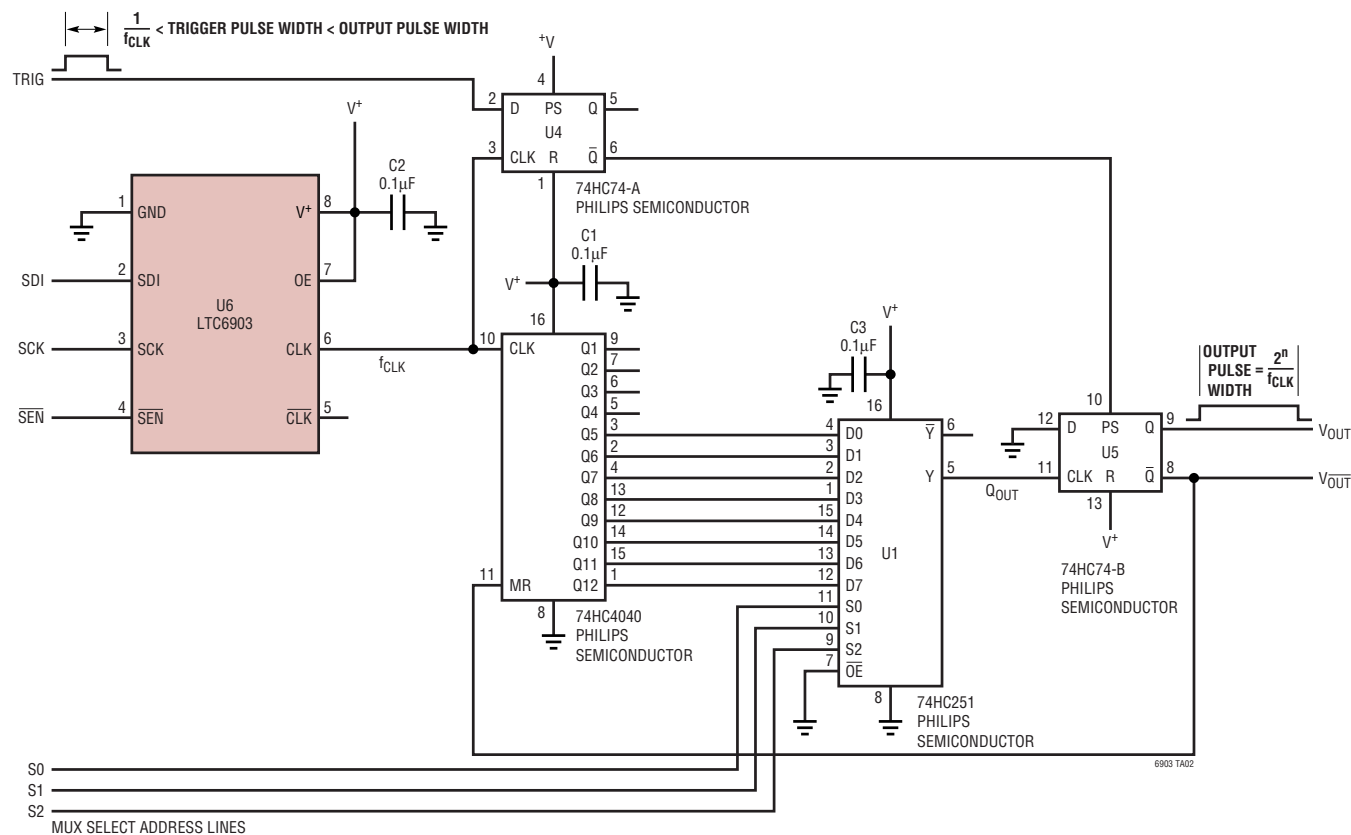 1
fCLK
< TRIGGER PULSE WIDTH < OUTPUT PULSE WIDTH
TRIG
+V
4
2 D PS Q 5
U4
3 CLK R Q̅ 6
1
74HC74-A
PHILIPS SEMICONDUCTOR
V+
C2
0.1µF
1 GND V+ 8
SDI 2 SDI OE 7
U6
LTC6903
SCK 3 SCK CLK 6
fCLK
S̅E̅N̅ 4 S̅E̅N̅ C̅L̅K̅ 5
C1
0.1µF
V+
16
10 CLK
Q1 9
Q2 7
Q3 6
Q4 5
Q5 3
Q6 2
Q7 4
Q8 13
Q9 12
Q10 14
Q11 15
Q12 1
11 MR
8
74HC4040
PHILIPS
SEMICONDUCTOR
V+
C3
0.1µF
16
4 D0 Y̅ 6
3 D1
2 D2 Y 5
QOUT
1 D3
15 D4
14 D5
13 D6
12 D7
U1
11 S0
10 S1
9 S2
7 O̅E̅
8
74HC251
PHILIPS
SEMICONDUCTOR
OUTPUT
PULSE
WIDTH
= 2n
fCLK
10
12 D PS Q 9 VOUT
U5
11 CLK R Q̅ 8 VO̅U̅T̅
13
V+
74HC74-B
PHILIPS
SEMICONDUCTOR
6903 TA02
S0
S1
S2
MUX SELECT ADDRESS LINES